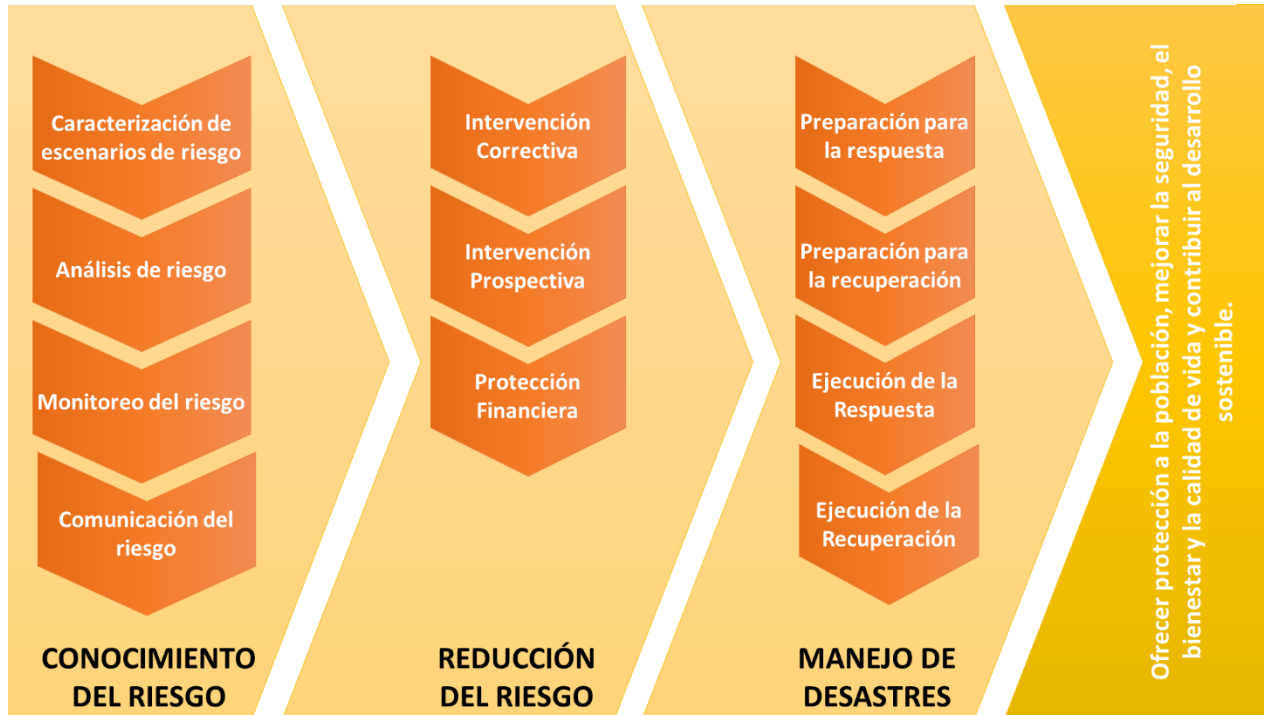 Caracterización de
escenarios de riesgo
Análisis de riesgo
Monitoreo del riesgo
Comunicación del
riesgo
CONOCIMIENTO
DEL RIESGO
Intervención
Correctiva
Intervención
Prospectiva
Protección
Financiera
REDUCCIÓN
DEL RIESGO
Preparación para
la respuesta
Preparación para
la recuperación
Ejecución de la
Respuesta
Ejecución de la
Recuperación
MANEJO DE
DESASTRES
Ofrecer protección a la población, mejorar la seguridad, el
bienestar y la calidad de vida y contribuir al desarrollo
sostenible.